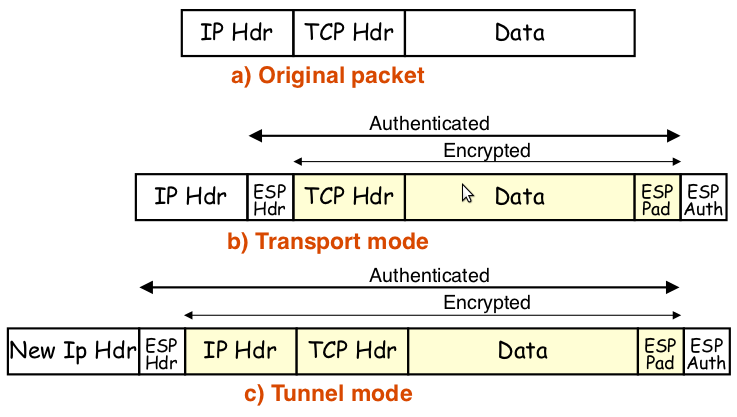 IP Hdr TCP Hdr Data
a) Original packet
Authenticated
Encrypted
IP Hdr ESP Hdr TCP Hdr Data ESP Pad ESP Auth
b) Transport mode
Authenticated
Encrypted
New Ip Hdr ESP Hdr IP Hdr TCP Hdr Data ESP Pad ESP Auth
c) Tunnel mode